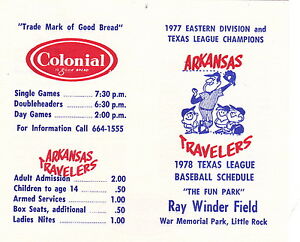 "Trade Mark of Good Bread"
Colonial
is good BREAD
Single Games - 7:30 p.m.
Doubleheaders - 6:30 p.m.
Day Games - 2:00 p.m.
For Information Call 664-1555
ARKANSAS
TRAVELERS
Adult Admission 2.00
Children to age 14 .50
Armed Services 1.00
Box Seats, additional .50
Ladies Nites 1.00
1977 EASTERN DIVISION and
TEXAS LEAGUE CHAMPIONS
ARKANSAS
TRAVELERS
1978 TEXAS LEAGUE
BASEBALL SCHEDULE
"THE FUN PARK"
Ray Winder Field
War Memorial Park, Little Rock